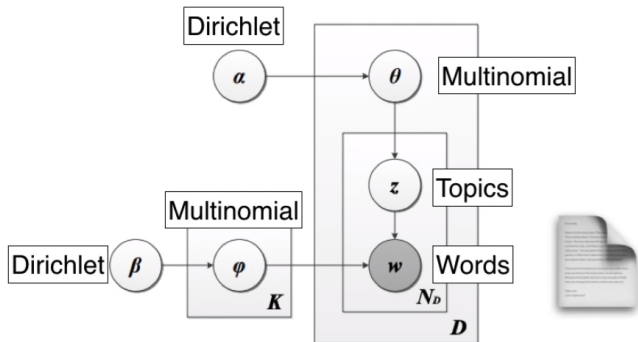 Dirichlet
α
θ
Multinomial
z
Topics
Multinomial
Dirichlet
β
φ
w
Words
K
N_D
D